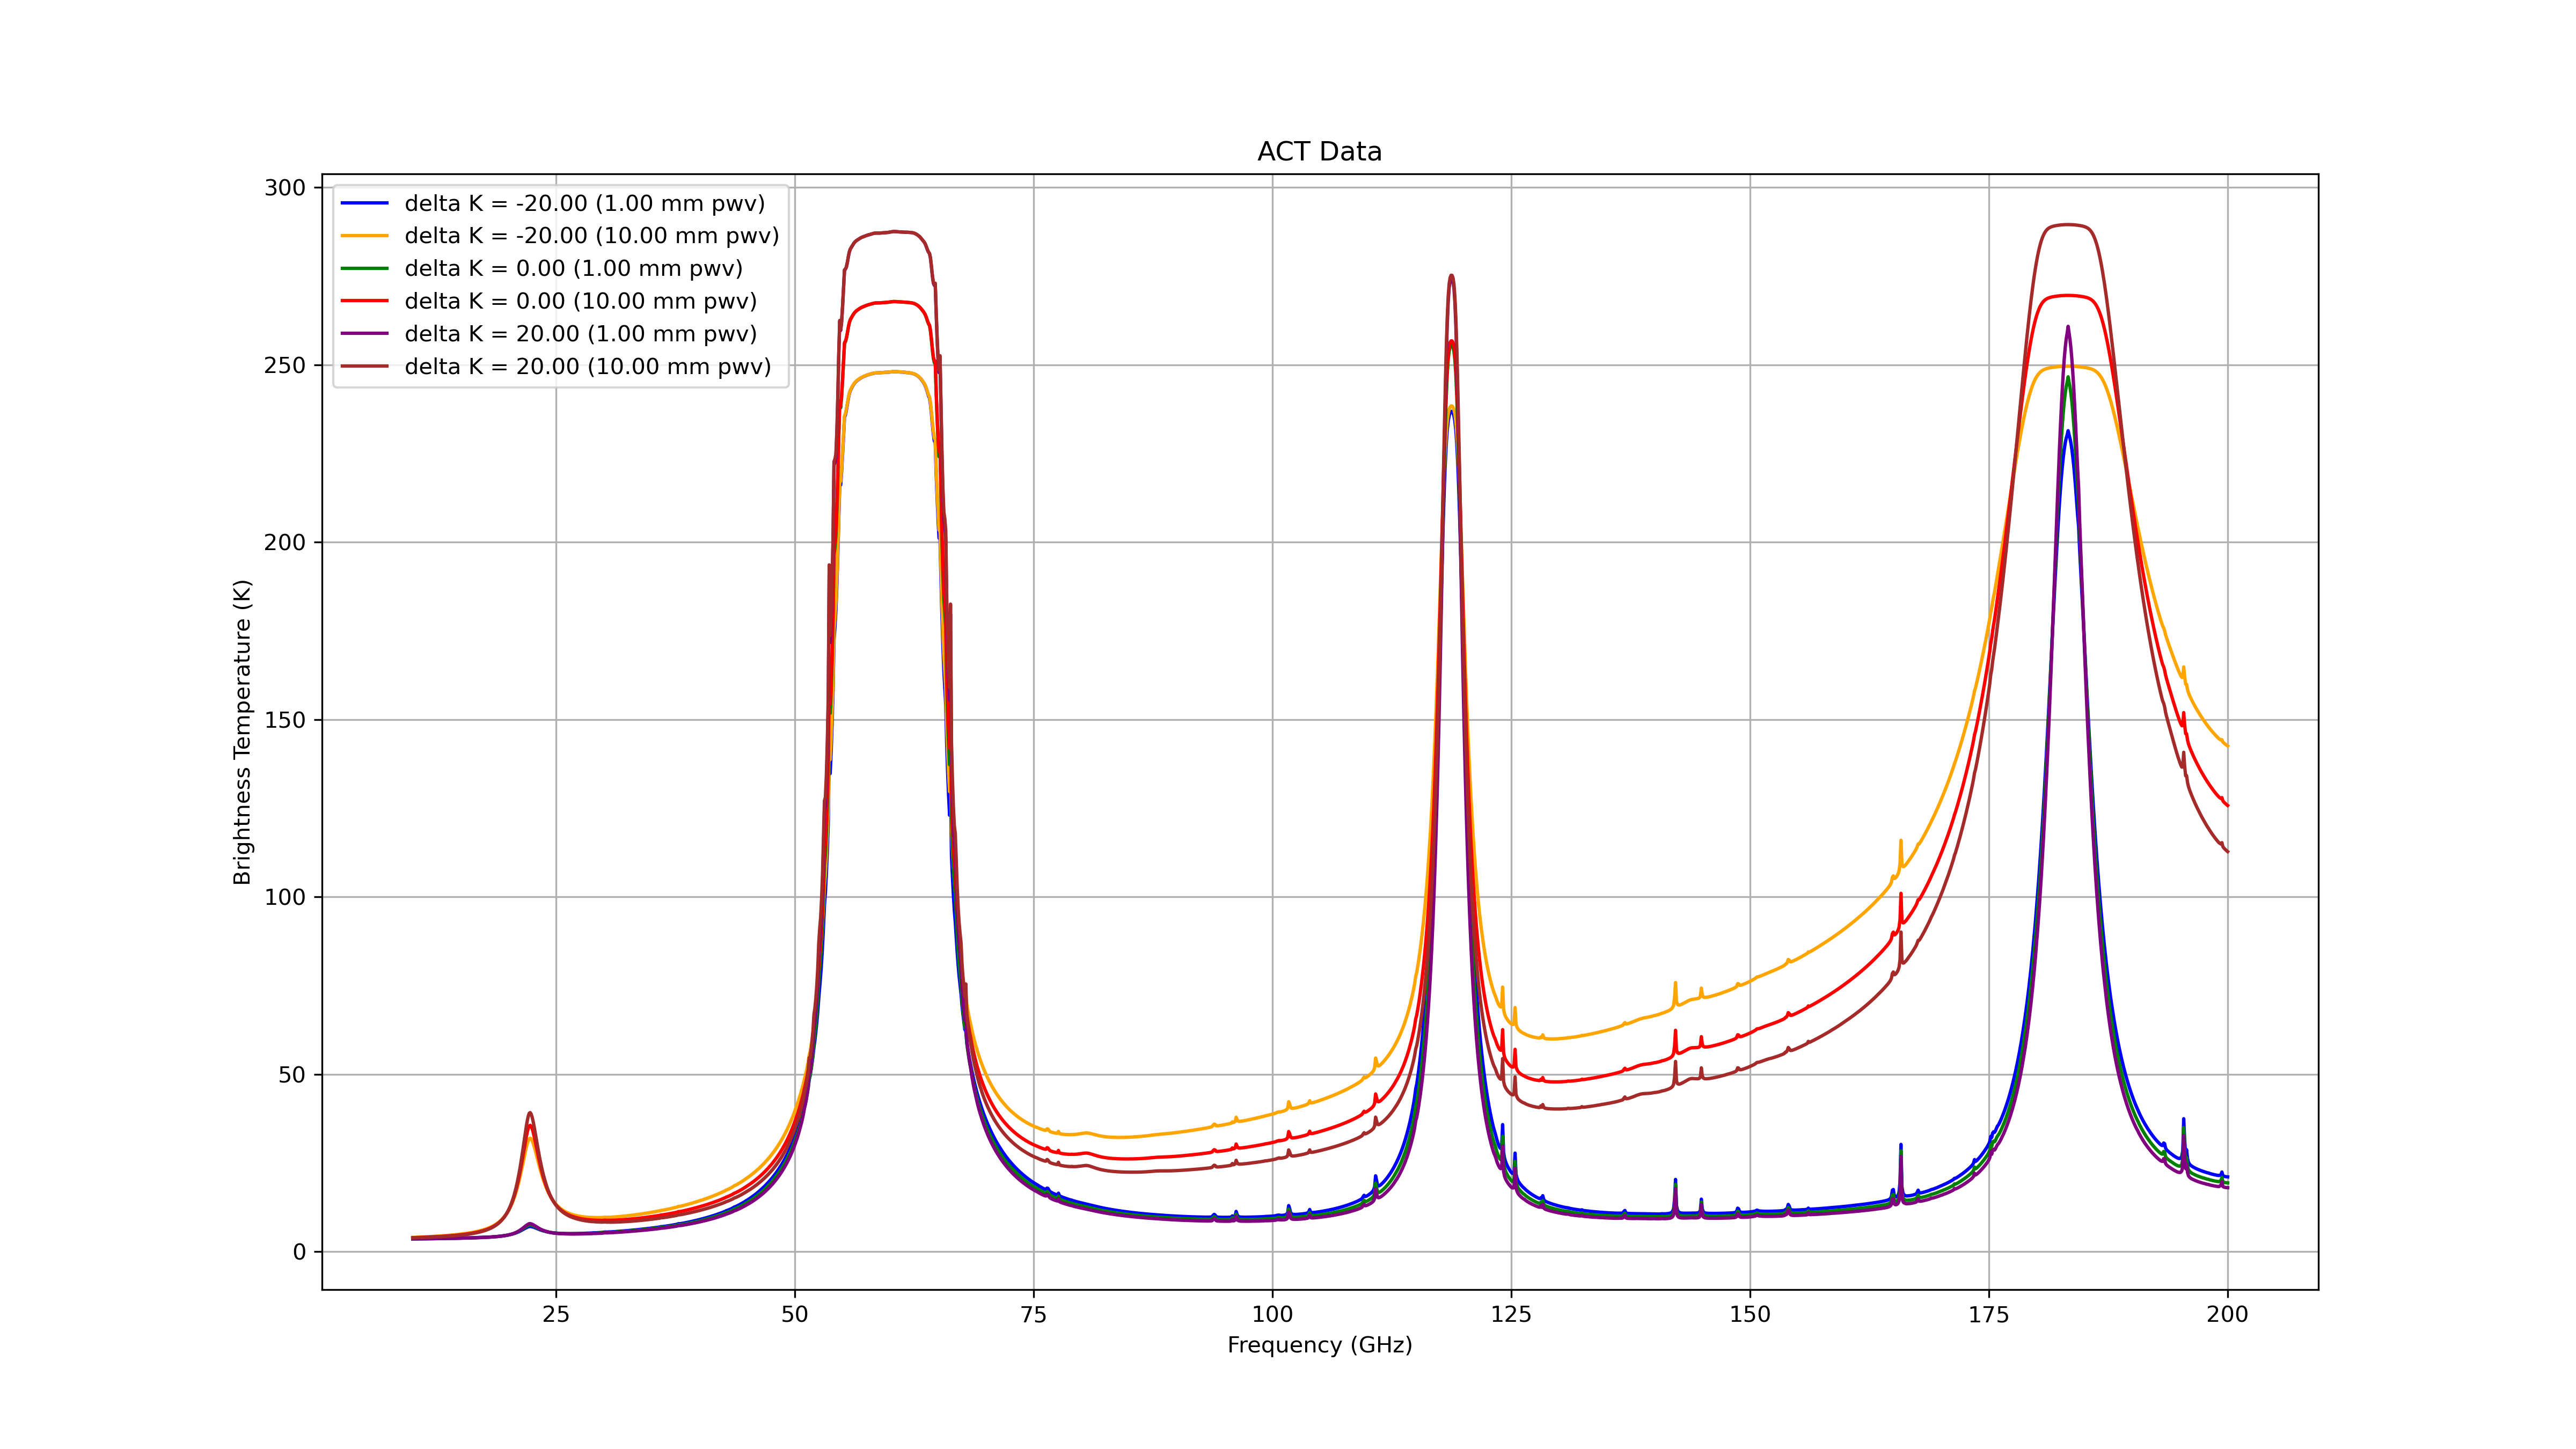 ACT Data
300
250
200
150
100
50
0
Brightness Temperature (K)
delta K = -20.00 (1.00 mm pwv)
delta K = -20.00 (10.00 mm pwv)
delta K = 0.00 (1.00 mm pwv)
delta K = 0.00 (10.00 mm pwv)
delta K = 20.00 (1.00 mm pwv)
delta K = 20.00 (10.00 mm pwv)
25 50 75 100 125 150 175 200
Frequency (GHz)